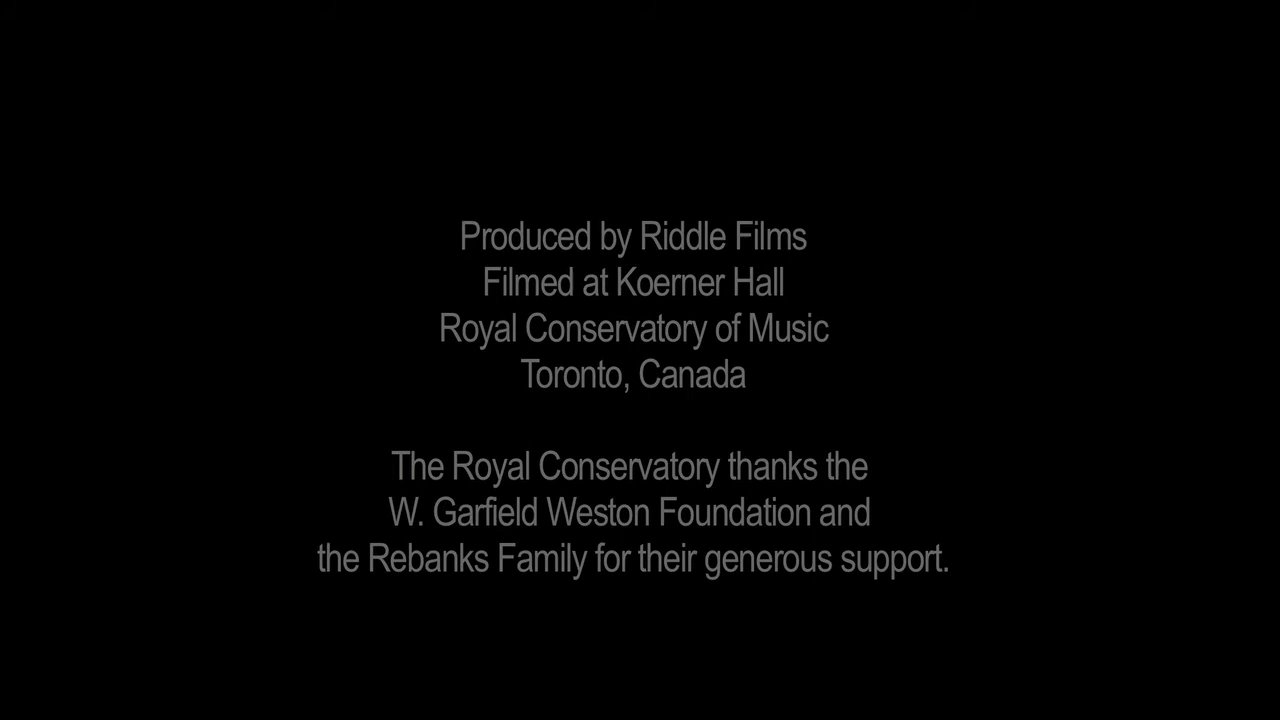 Produced by Riddle Films
Filmed at Koerner Hall
Royal Conservatory of Music
Toronto, Canada
The Royal Conservatory thanks the
W. Garfield Weston Foundation and
the Rebanks Family for their generous support.